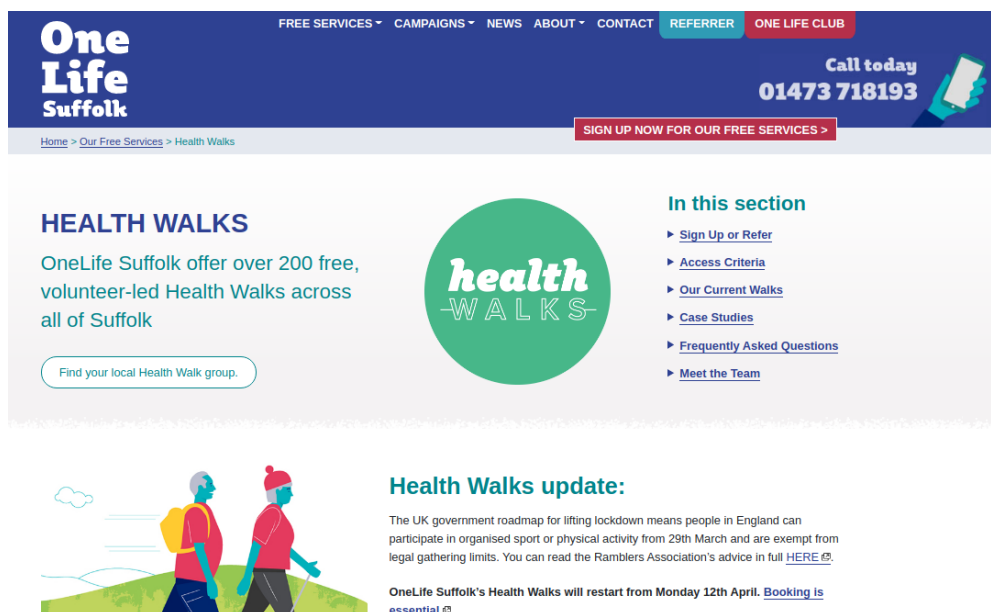 One
Life
Suffolk
FREE SERVICES CAMPAIGNS NEWS ABOUT CONTACT REFERRER ONE LIFE CLUB
Call today
01473 718193
SIGN UP NOW FOR OUR FREE SERVICES >
Home > Our Free Services > Health Walks
HEALTH WALKS
OneLife Suffolk offer over 200 free,
volunteer-led Health Walks across
all of Suffolk
Find your local Health Walk group.
health
WALKS
In this section
Sign Up or Refer
Access Criteria
Our Current Walks
Case Studies
Frequently Asked Questions
Meet the Team
Health Walks update:
The UK government roadmap for lifting lockdown means people in England can
participate in organised sport or physical activity from 29th March and are exempt from
legal gathering limits. You can read the Ramblers Association's advice in full HERE.
OneLife Suffolk's Health Walks will restart from Monday 12th April. Booking is
essential